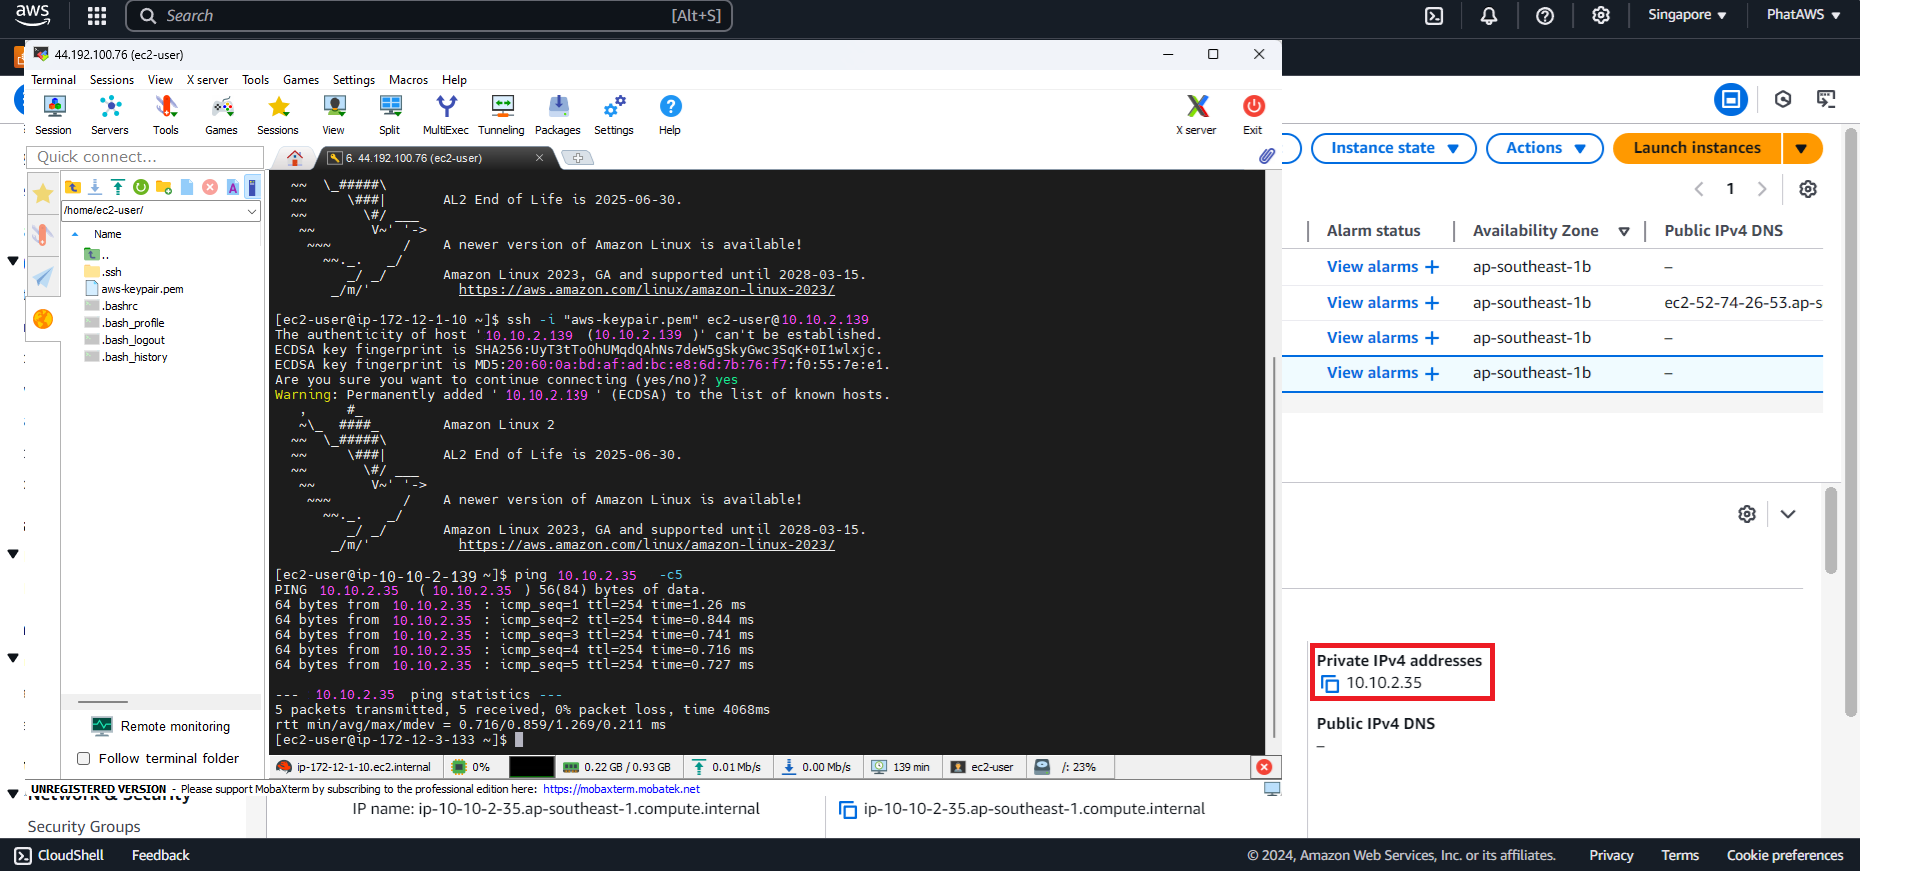 aws
Search
[Alt+S]
Singapore
PhatAWS
44.192.100.76 (ec2-user)
Terminal Sessions View X server Tools Games Settings Macros Help
Session Servers Tools Games Sessions View Split MultiExec Tunneling Packages Settings Help
X server Exit
Quick connect...
6. 44.192.100.76 (ec2-user)
/home/ec2-user/
Name
..
.ssh
aws-keypair.pem
.bashrc
.bash_profile
.bash_logout
.bash_history
Remote monitoring
Follow terminal folder
~~  \_#####\
~~     \###|       AL2 End of Life is 2025-06-30.
~~       \#/ ___
~~       V~' '->
~~~         /    A newer version of Amazon Linux is available!
~~._.   _/
_/ _/       Amazon Linux 2023, GA and supported until 2028-03-15.
_/m/'           https://aws.amazon.com/linux/amazon-linux-2023/
[ec2-user@ip-172-12-1-10 ~]$ ssh -i "aws-keypair.pem" ec2-user@10.10.2.139
The authenticity of host '10.10.2.139 (10.10.2.139 )' can't be established.
ECDSA key fingerprint is SHA256:UyT3tToOhUMqdQAhNs7deW5gSkyGwc3SqK+0I1wlxjc.
ECDSA key fingerprint is MD5:20:60:0a:bd:af:ad:bc:e8:6d:7b:76:f7:f0:55:7e:e1.
Are you sure you want to continue connecting (yes/no)? yes
Warning: Permanently added ' 10.10.2.139 ' (ECDSA) to the list of known hosts.
,     #_
~\_  ####_        Amazon Linux 2
~~  \_#####\
~~     \###|       AL2 End of Life is 2025-06-30.
~~       \#/ ___
~~       V~' '->
~~~         /    A newer version of Amazon Linux is available!
~~._.   _/
_/ _/       Amazon Linux 2023, GA and supported until 2028-03-15.
_/m/'           https://aws.amazon.com/linux/amazon-linux-2023/
[ec2-user@ip-10-10-2-139 ~]$ ping 10.10.2.35 -c5
PING 10.10.2.35 ( 10.10.2.35 ) 56(84) bytes of data.
64 bytes from 10.10.2.35 : icmp_seq=1 ttl=254 time=1.26 ms
64 bytes from 10.10.2.35 : icmp_seq=2 ttl=254 time=0.844 ms
64 bytes from 10.10.2.35 : icmp_seq=3 ttl=254 time=0.741 ms
64 bytes from 10.10.2.35 : icmp_seq=4 ttl=254 time=0.716 ms
64 bytes from 10.10.2.35 : icmp_seq=5 ttl=254 time=0.727 ms
--- 10.10.2.35 ping statistics ---
5 packets transmitted, 5 received, 0% packet loss, time 4068ms
rtt min/avg/max/mdev = 0.716/0.859/1.269/0.211 ms
[ec2-user@ip-172-12-3-133 ~]$
ip-172-12-1-10.ec2.internal 0% 0.22 GB / 0.93 GB 0.01 Mb/s 0.00 Mb/s 139 min ec2-user /: 23%
UNREGISTERED VERSION - Please support MobaXterm by subscribing to the professional edition here: https://mobaxterm.mobatek.net
Instance state Actions Launch instances
1
Alarm status Availability Zone Public IPv4 DNS
View alarms + ap-southeast-1b –
View alarms + ap-southeast-1b ec2-52-74-26-53.ap-s
View alarms + ap-southeast-1b –
View alarms + ap-southeast-1b –
Private IPv4 addresses
10.10.2.35
Public IPv4 DNS
–
Network & Security
Security Groups
IP name: ip-10-10-2-35.ap-southeast-1.compute.internal
ip-10-10-2-35.ap-southeast-1.compute.internal
CloudShell Feedback
© 2024, Amazon Web Services, Inc. or its affiliates. Privacy Terms Cookie preferences